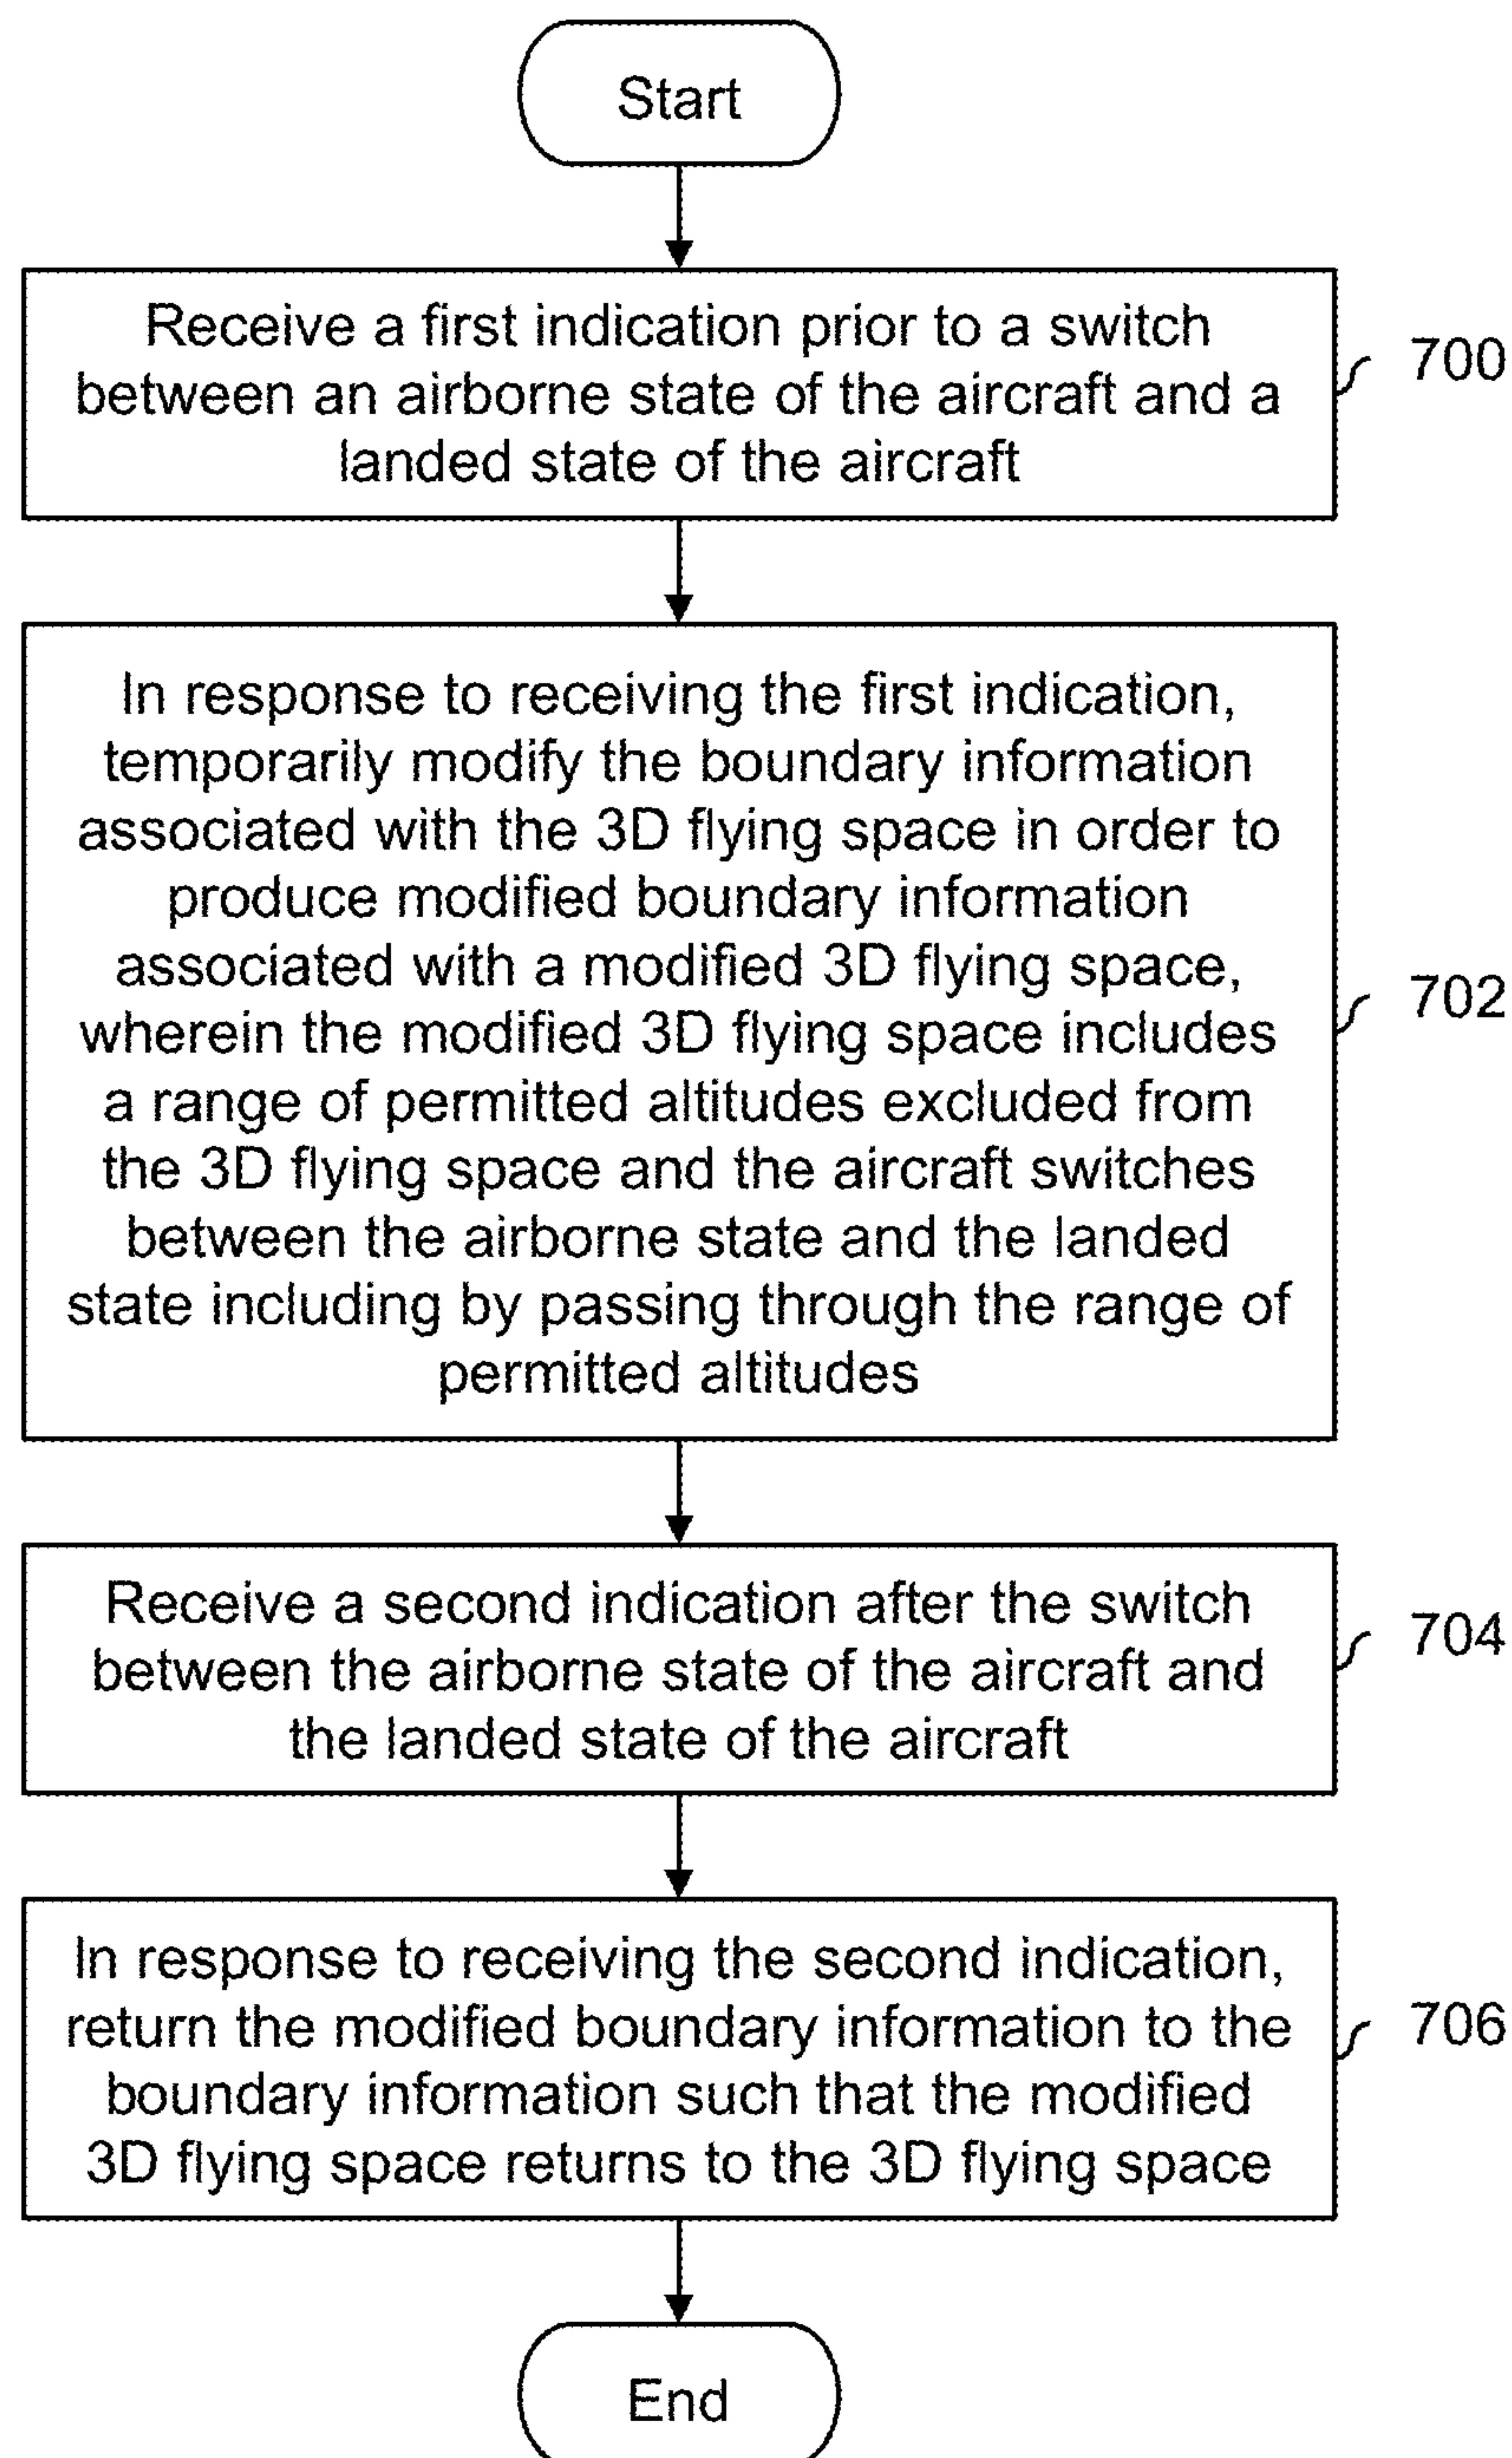 Start
Receive a first indication prior to a switch
between an airborne state of the aircraft and a
landed state of the aircraft
700
In response to receiving the first indication,
temporarily modify the boundary information
associated with the 3D flying space in order to
produce modified boundary information
associated with a modified 3D flying space,
wherein the modified 3D flying space includes
a range of permitted altitudes excluded from
the 3D flying space and the aircraft switches
between the airborne state and the landed
state including by passing through the range of
permitted altitudes
702
Receive a second indication after the switch
between the airborne state of the aircraft and
the landed state of the aircraft
704
In response to receiving the second indication,
return the modified boundary information to the
boundary information such that the modified
3D flying space returns to the 3D flying space
706
End